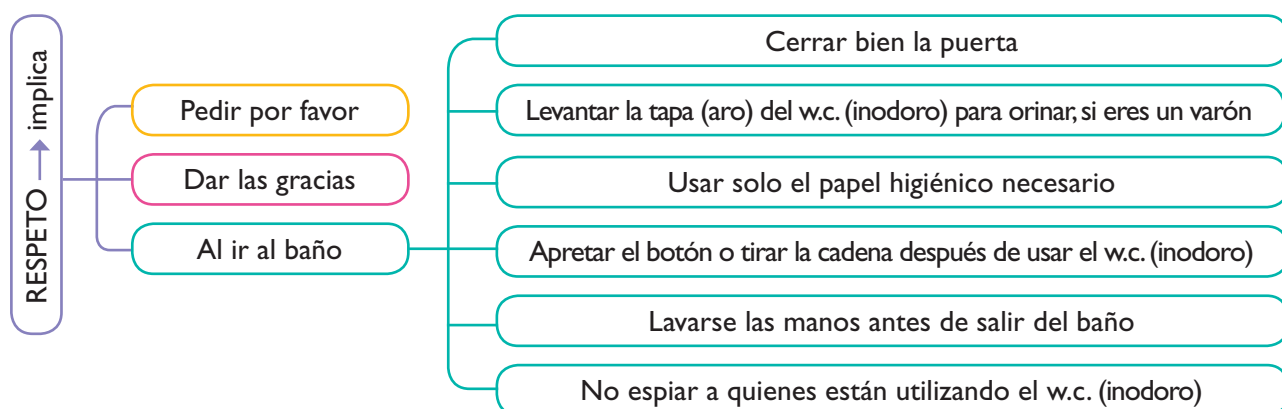 RESPETO → implica
Pedir por favor
Dar las gracias
Al ir al baño
Cerrar bien la puerta
Levantar la tapa (aro) del w.c. (inodoro) para orinar, si eres un varón
Usar solo el papel higiénico necesario
Apretar el botón o tirar la cadena después de usar el w.c. (inodoro)
Lavarse las manos antes de salir del baño
No espiar a quienes están utilizando el w.c. (inodoro)